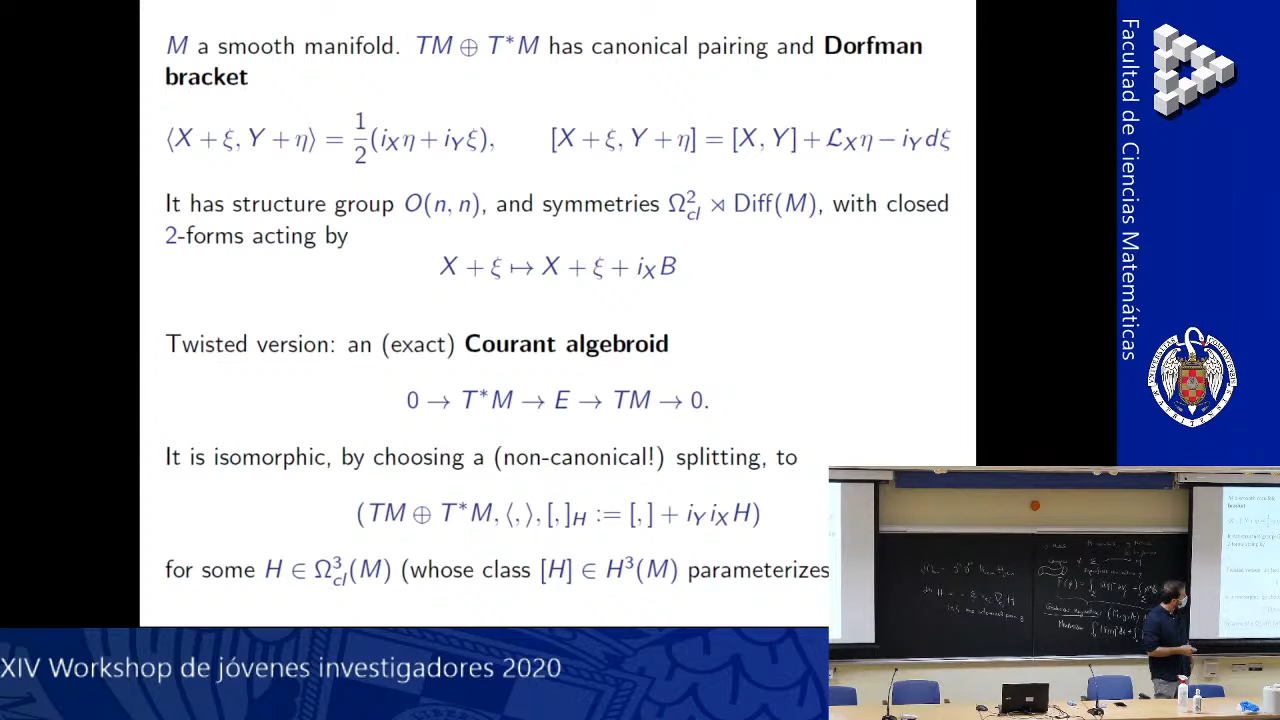 M a smooth manifold. TM ⊕ T*M has canonical pairing and Dorfman
bracket
⟨X + ξ, Y + η⟩ = 1/2 (i_X η + i_Y ξ), [X + ξ, Y + η] = [X, Y] + ℒ_X η − i_Y dξ
It has structure group O(n, n), and symmetries Ω²_cl ⋊ Diff(M), with closed
2-forms acting by
X + ξ ↦ X + ξ + i_X B
Twisted version: an (exact) Courant algebroid
0 → T*M → E → TM → 0.
It is isomorphic, by choosing a (non-canonical!) splitting, to
(TM ⊕ T*M, ⟨, ⟩, [, ]_H := [, ] + i_Y i_X H)
for some H ∈ Ω³_cl(M) (whose class [H] ∈ H³(M) parameterizes
XIV Workshop de jóvenes investigadores 2020
Facultad de Ciencias Matemáticas